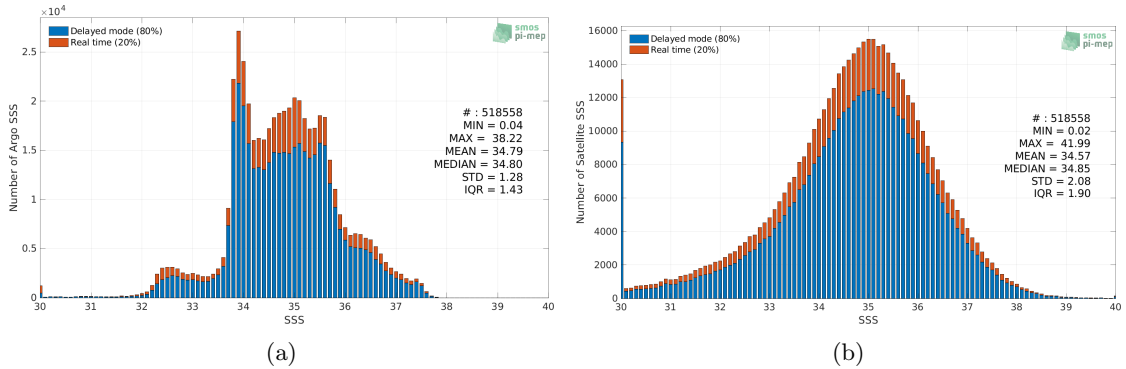 ×10⁴
Delayed mode (80%)
Real time (20%)
smos
pi-mep
2.5
2
1.5
1
0.5
0
Number of Argo SSS
# : 518558
MIN = 0.04
MAX = 38.22
MEAN = 34.79
MEDIAN = 34.80
STD = 1.28
IQR = 1.43
30 31 32 33 34 35 36 37 38 39 40
SSS
(a)
Delayed mode (80%)
Real time (20%)
smos
pi-mep
16000
14000
12000
10000
8000
6000
4000
2000
0
Number of Satellite SSS
# : 518558
MIN = 0.02
MAX = 41.99
MEAN = 34.57
MEDIAN = 34.85
STD = 2.08
IQR = 1.90
30 31 32 33 34 35 36 37 38 39 40
SSS
(b)